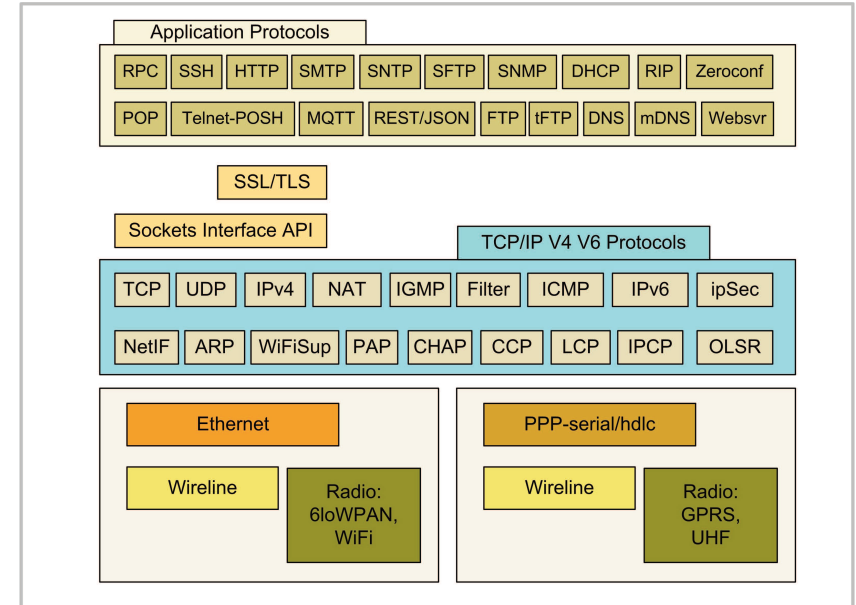 Application Protocols
RPC SSH HTTP SMTP SNTP SFTP SNMP DHCP RIP Zeroconf
POP Telnet-POSH MQTT REST/JSON FTP tFTP DNS mDNS Websvr
SSL/TLS
Sockets Interface API
TCP/IP V4 V6 Protocols
TCP UDP IPv4 NAT IGMP Filter ICMP IPv6 ipSec
NetIF ARP WiFiSup PAP CHAP CCP LCP IPCP OLSR
Ethernet
Wireline
Radio:
6loWPAN,
WiFi
PPP-serial/hdlc
Wireline
Radio:
GPRS,
UHF